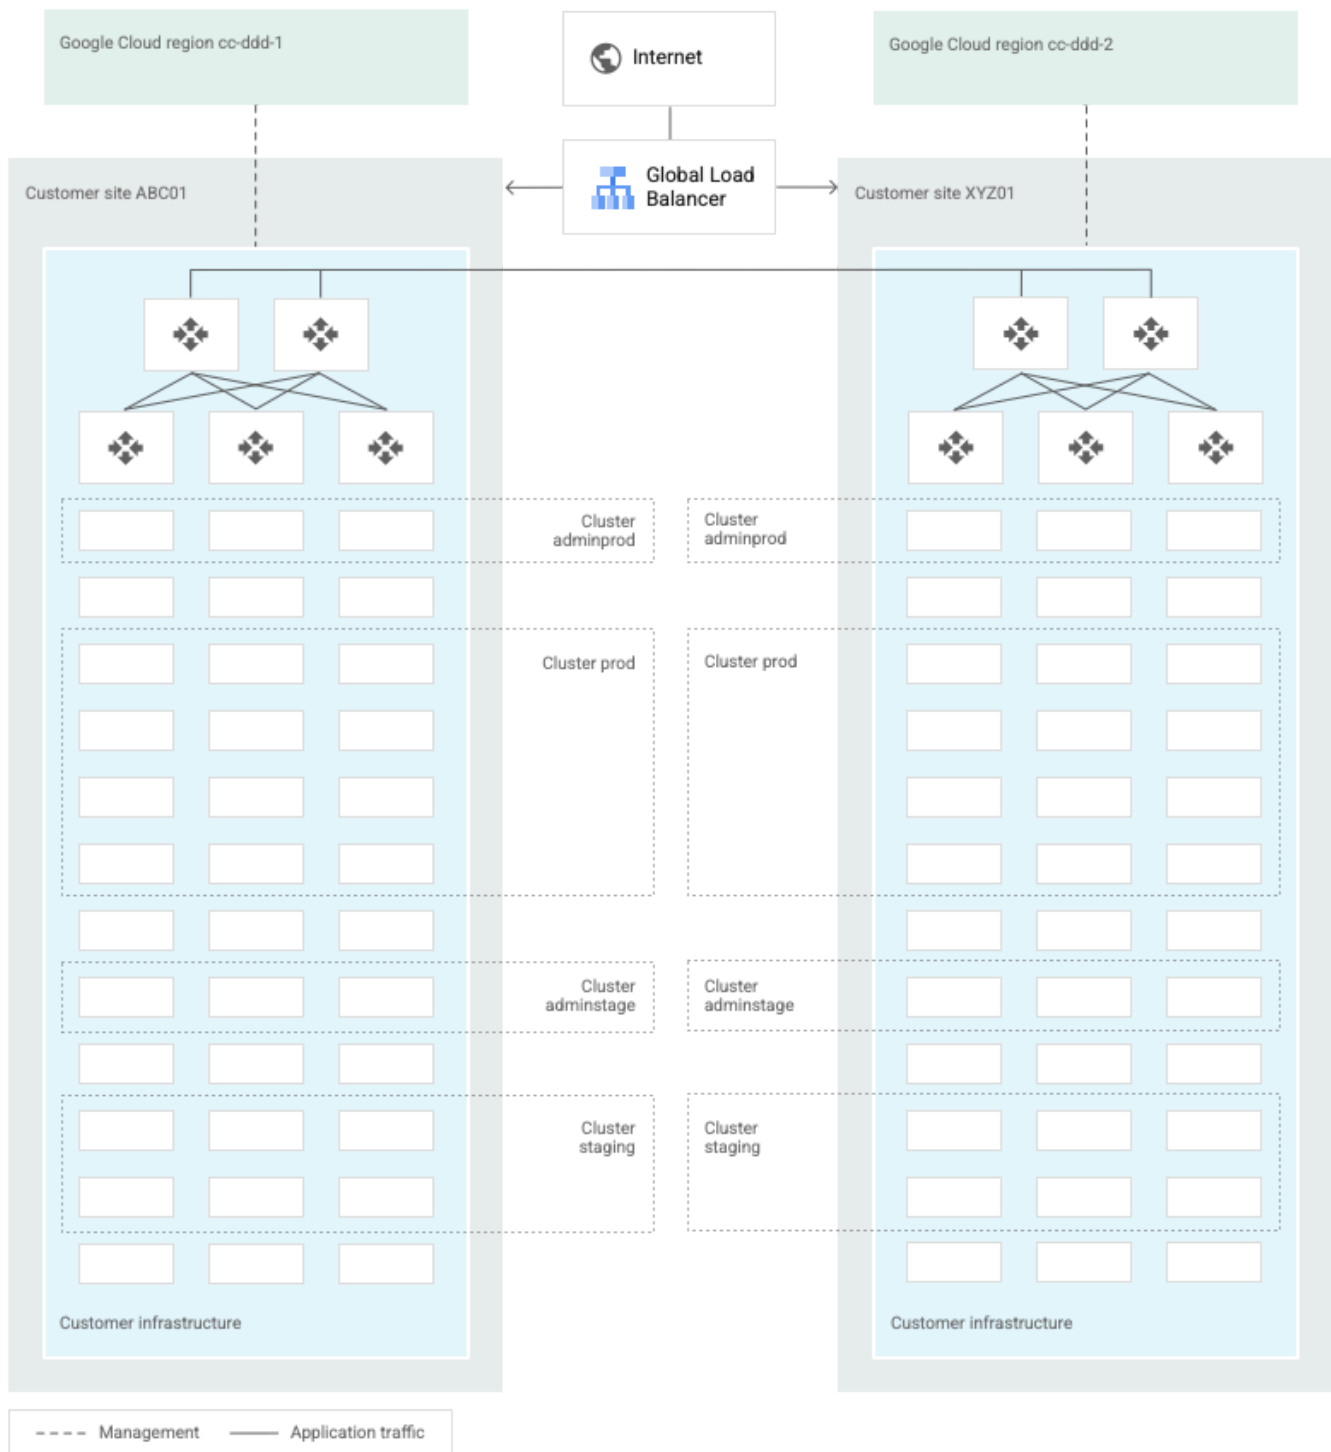 Google Cloud region cc-ddd-1
Internet
Google Cloud region cc-ddd-2
Global Load
Balancer
Customer site ABC01
Customer site XYZ01
Cluster
adminprod
Cluster
adminprod
Cluster prod
Cluster prod
Cluster
adminstage
Cluster
adminstage
Cluster
staging
Cluster
staging
Customer infrastructure
Customer infrastructure
Management
Application traffic